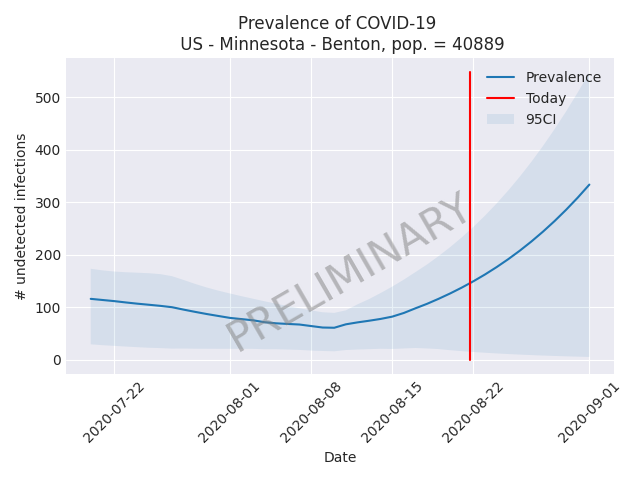 Prevalence of COVID-19
US - Minnesota - Benton, pop. = 40889
Prevalence
Today
95CI
# undetected infections
500
400
300
200
100
0
PRELIMINARY
2020-07-22
2020-08-01
2020-08-08
2020-08-15
2020-08-22
2020-09-01
Date